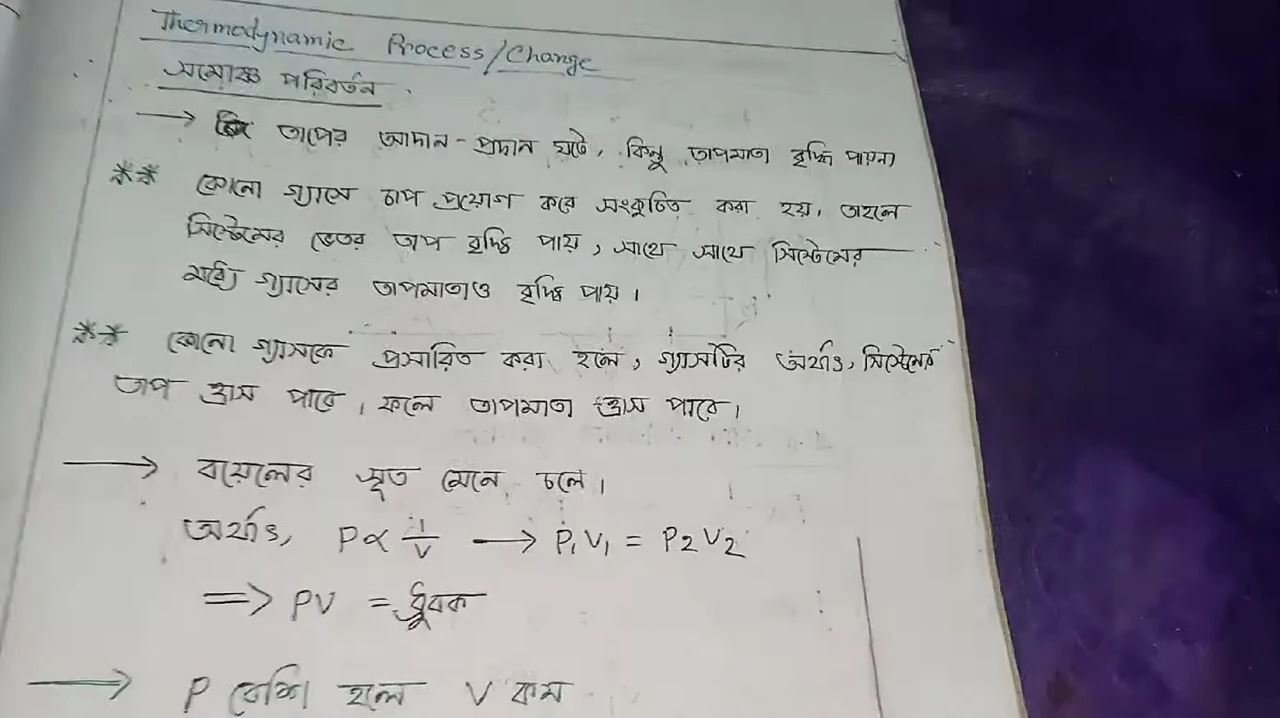 Thermodynamic Process/Change
সমোষ্ণ পরিবর্তন
→ তাপের আদান-প্রদান ঘটে, কিন্তু তাপমাত্রা বৃদ্ধি পায়না
** কোনো গ্যাসে চাপ প্রয়োগ করে সংকুচিত করা হয়, তাহলে
সিস্টেমের ভেতর তাপ বৃদ্ধি পায়, সাথে সাথে সিস্টেমের
মধ্যে গ্যাসের তাপমাত্রাও বৃদ্ধি পায়।
** কোনো গ্যাসকে প্রসারিত করা হলে, গ্যাসটির অর্থাৎ, সিস্টেমের
তাপ হ্রাস পাবে, ফলে তাপমাত্রা হ্রাস পাবে।
→ বয়েলের সূত্র মেনে চলে।
অর্থাৎ, P∝ 1/V → P₁V₁ = P₂V₂
⇒ PV = ধ্রুবক
→ P বেশি হলে V কম